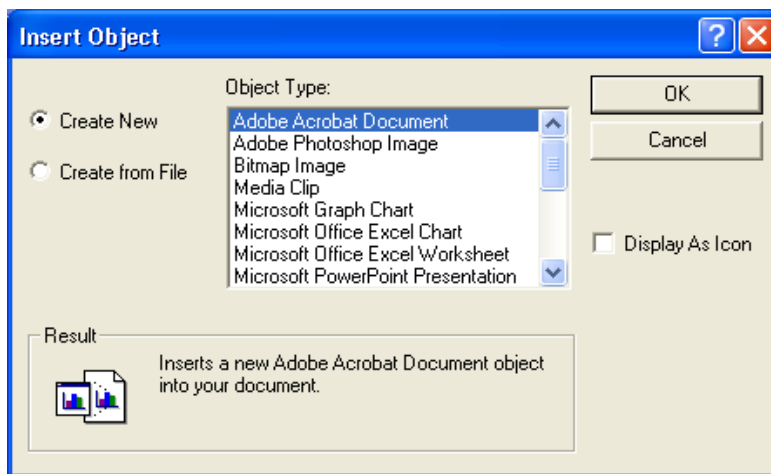 Insert Object
Object Type:
Create New
Create from File
Adobe Acrobat Document
Adobe Photoshop Image
Bitmap Image
Media Clip
Microsoft Graph Chart
Microsoft Office Excel Chart
Microsoft Office Excel Worksheet
Microsoft PowerPoint Presentation
OK
Cancel
Display As Icon
Result
Inserts a new Adobe Acrobat Document object
into your document.